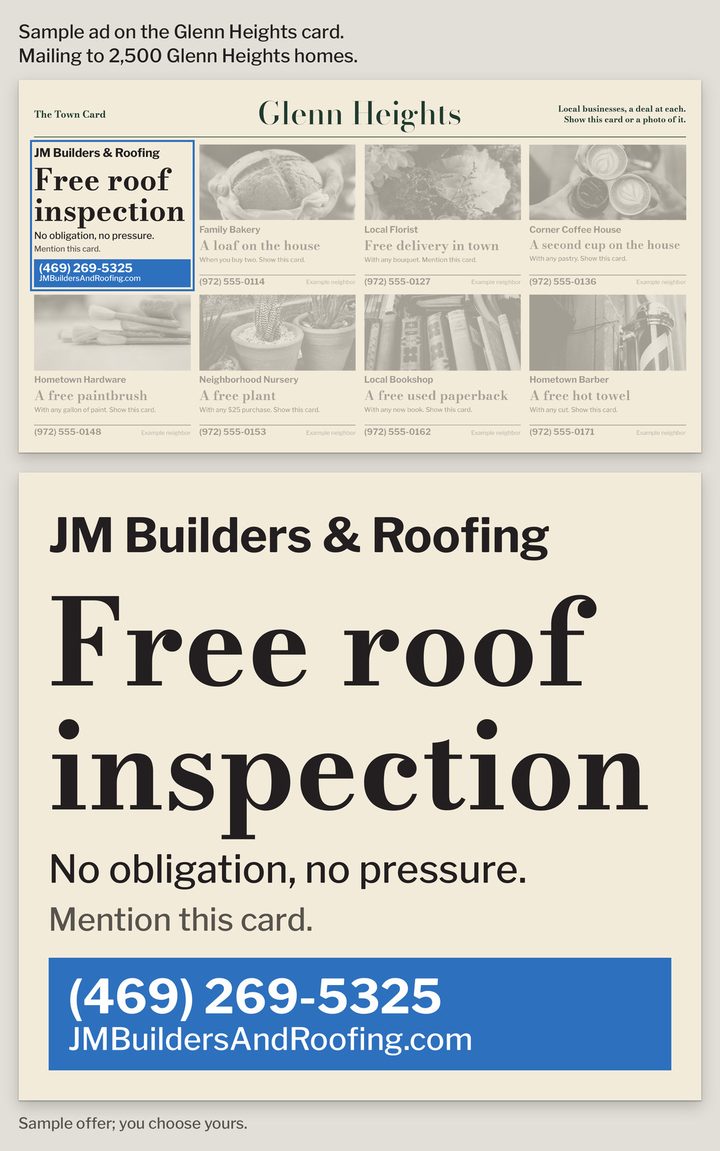 Sample ad on the Glenn Heights card.
Mailing to 2,500 Glenn Heights homes.
The Town Card
Glenn Heights
Local businesses, a deal at each.
Show this card or a photo of it.
JM Builders & Roofing
Free roof
inspection
No obligation, no pressure.
Mention this card.
(469) 269-5325
JMBuildersAndRoofing.com
Family Bakery
A loaf on the house
When you buy two. Show this card.
(972) 555-0114
Example neighbor
Local Florist
Free delivery in town
With any bouquet. Mention this card.
(972) 555-0127
Example neighbor
Corner Coffee House
A second cup on the house
With any pastry. Show this card.
(972) 555-0136
Example neighbor
Hometown Hardware
A free paintbrush
With any gallon of paint. Show this card.
(972) 555-0148
Example neighbor
Neighborhood Nursery
A free plant
With any $25 purchase. Show this card.
(972) 555-0153
Example neighbor
Local Bookshop
A free used paperback
With any new book. Show this card.
(972) 555-0162
Example neighbor
Hometown Barber
A free hot towel
With any cut. Show this card.
(972) 555-0171
Example neighbor
JM Builders & Roofing
Free roof
inspection
No obligation, no pressure.
Mention this card.
(469) 269-5325
JMBuildersAndRoofing.com
Sample offer; you choose yours.